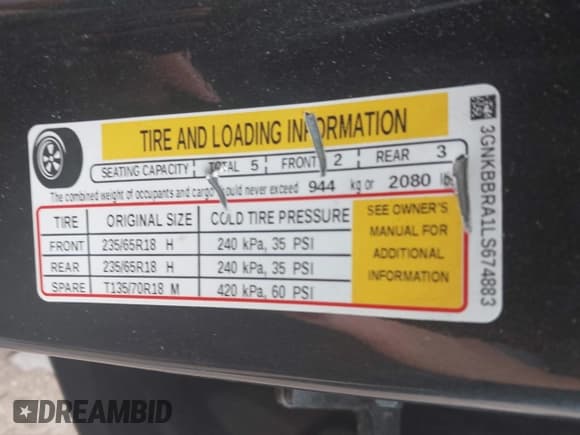 TIRE AND LOADING INFORMATION
SEATING CAPACITY TOTAL 5 FRONT 2 REAR 3
The combined weight of occupants and cargo should never exceed 944 kg or 2080 lbs
TIRE ORIGINAL SIZE COLD TIRE PRESSURE
FRONT 235/65R18 H 240 kPa, 35 PSI
REAR 235/65R18 H 240 kPa, 35 PSI
SPARE T135/70R18 M 420 kPa, 60 PSI
SEE OWNER'S
MANUAL FOR
ADDITIONAL
INFORMATION
3GNKBBRA1LS674883
DREAMBID